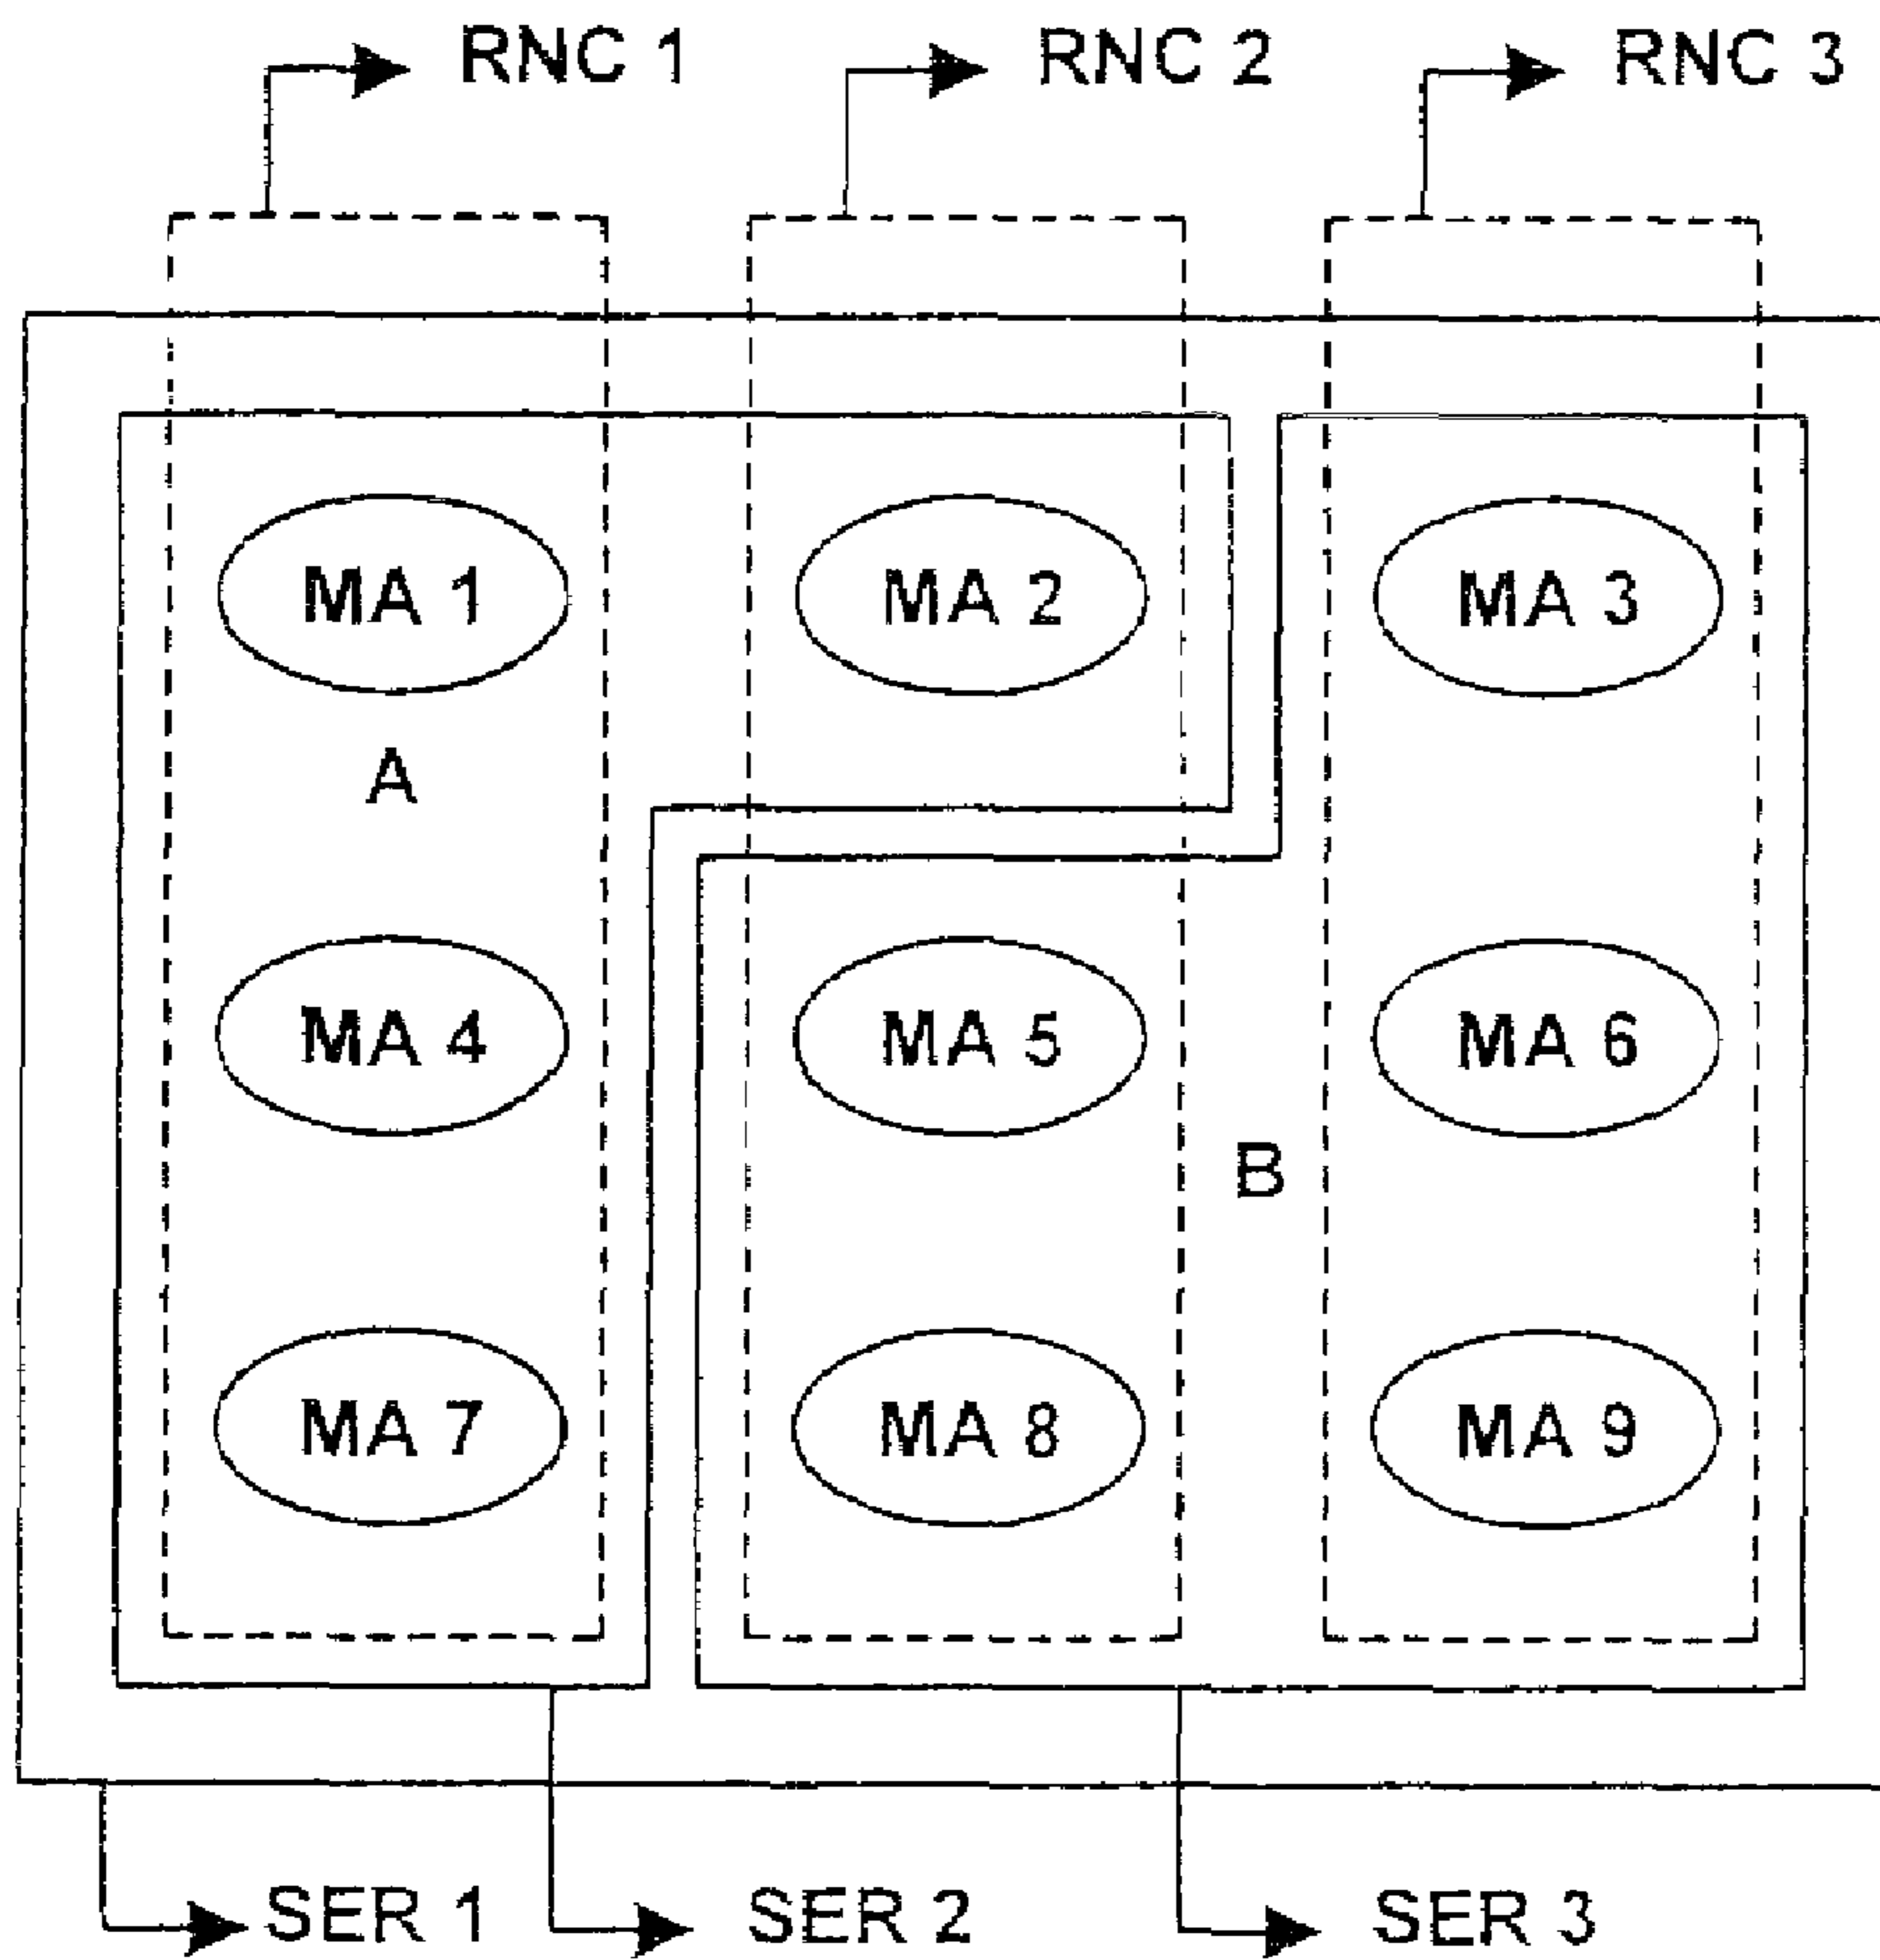 RNC 1 RNC 2 RNC 3
MA 1 MA 2 MA 3
A
MA 4 MA 5 MA 6
B
MA 7 MA 8 MA 9
SER 1 SER 2 SER 3